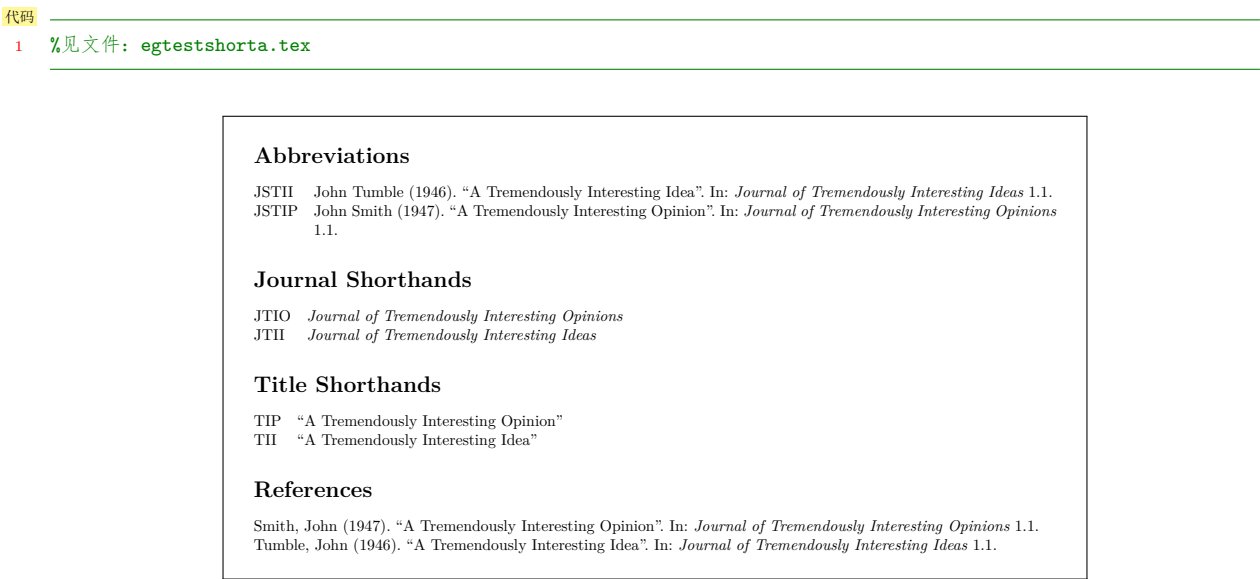 代码
1 %见文件: egtestshorta.tex
Abbreviations
JSTII John Tumble (1946). “A Tremendously Interesting Idea”. In: Journal of Tremendously Interesting Ideas 1.1.
JSTIP John Smith (1947). “A Tremendously Interesting Opinion”. In: Journal of Tremendously Interesting Opinions
1.1.
Journal Shorthands
JTIO Journal of Tremendously Interesting Opinions
JTII Journal of Tremendously Interesting Ideas
Title Shorthands
TIP “A Tremendously Interesting Opinion”
TII “A Tremendously Interesting Idea”
References
Smith, John (1947). “A Tremendously Interesting Opinion”. In: Journal of Tremendously Interesting Opinions 1.1.
Tumble, John (1946). “A Tremendously Interesting Idea”. In: Journal of Tremendously Interesting Ideas 1.1.